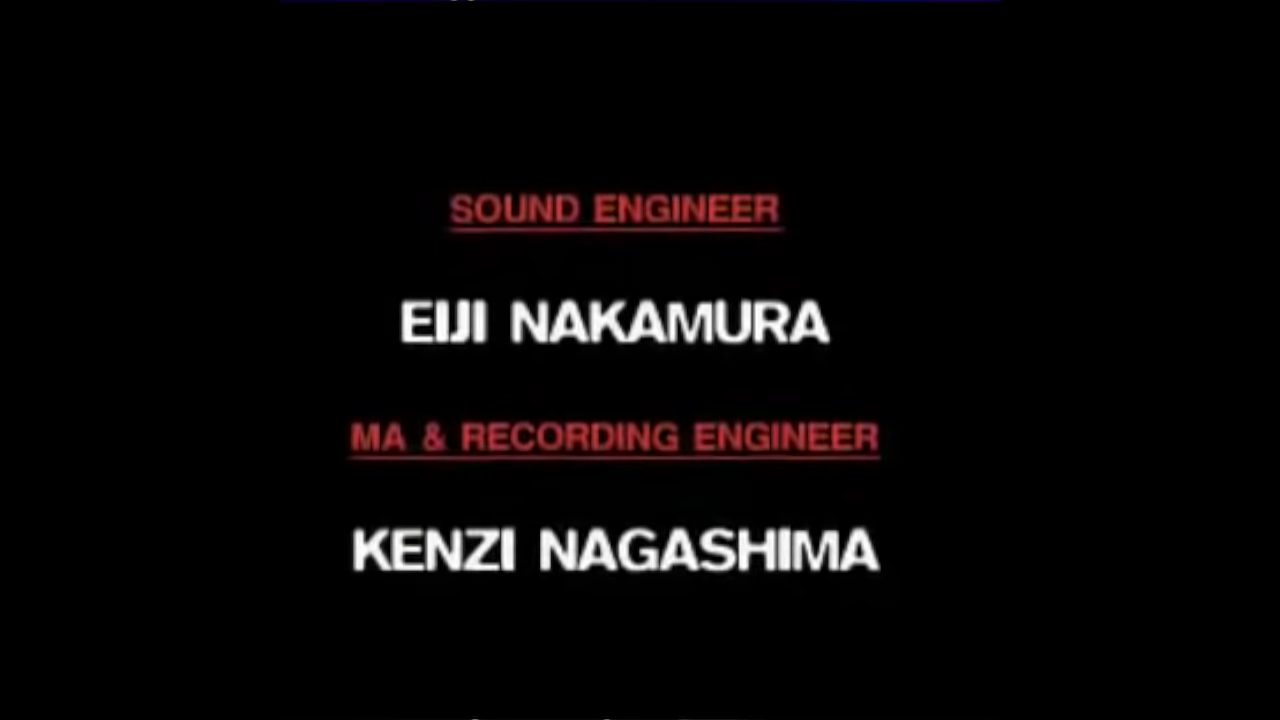 SOUND ENGINEER
EIJI NAKAMURA
MA & RECORDING ENGINEER
KENZI NAGASHIMA